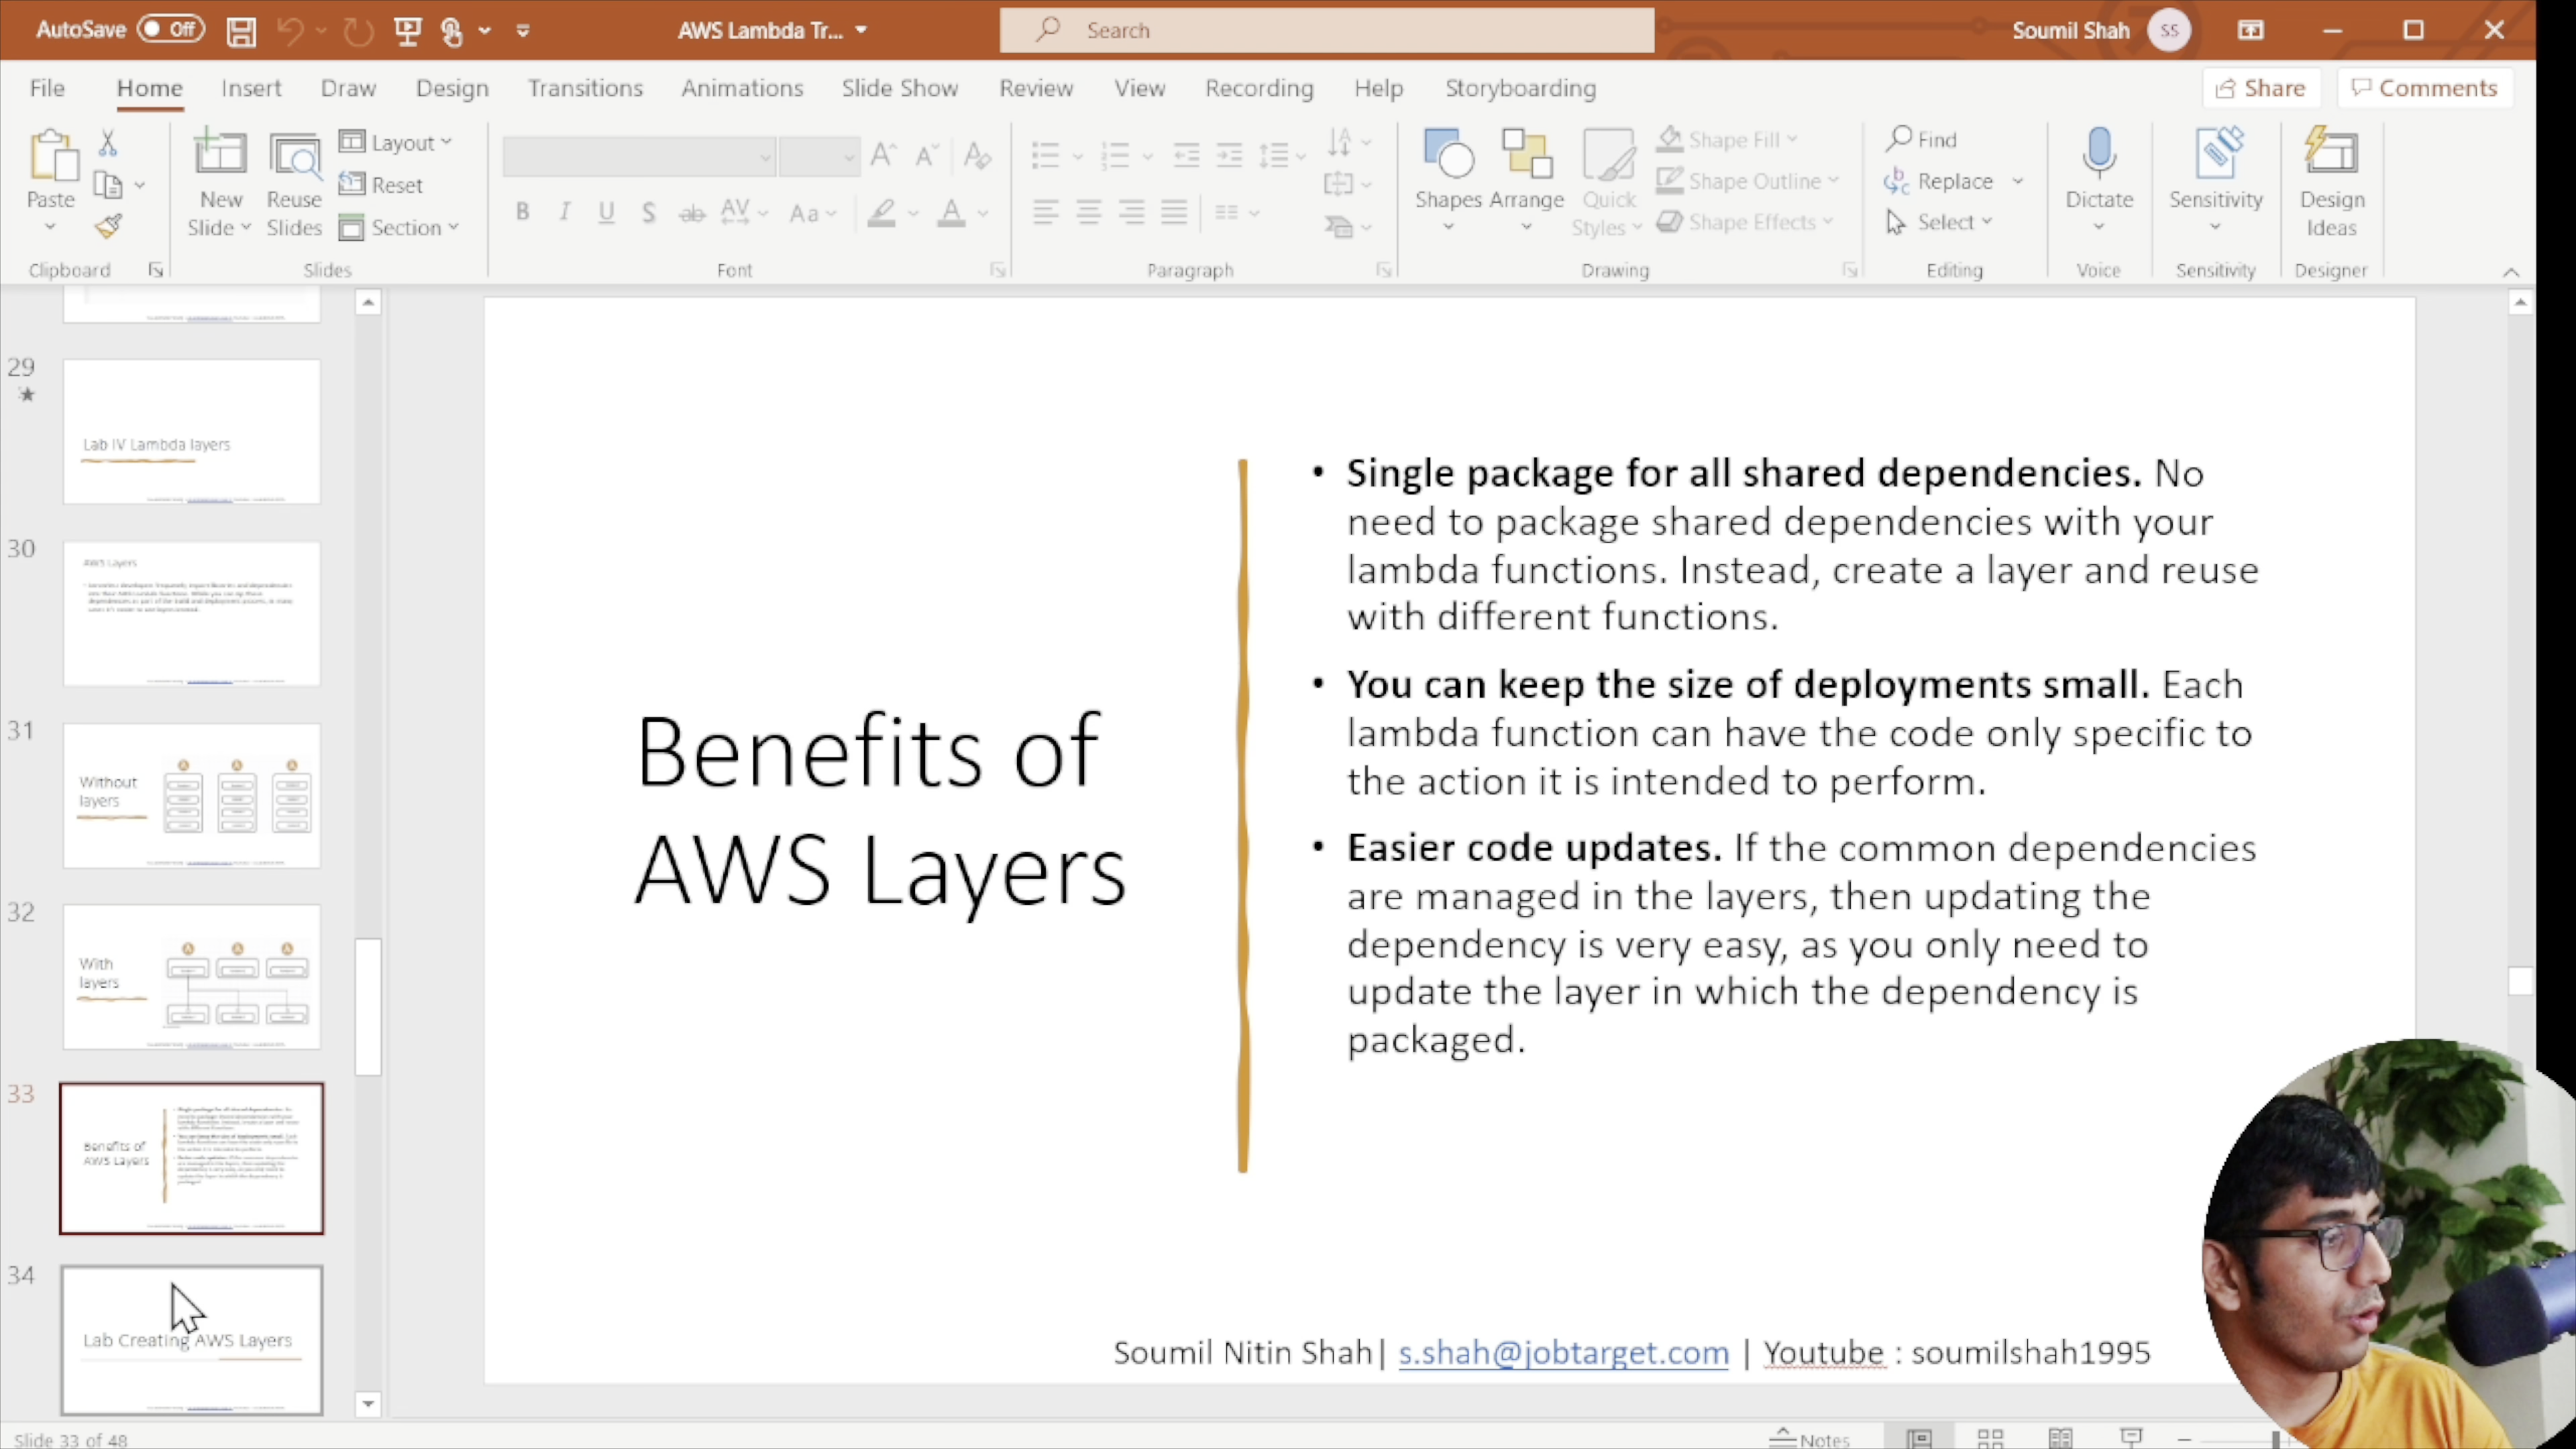 AutoSave Off
AWS Lambda Tr...
Search
Soumil Shah SS
File Home Insert Draw Design Transitions Animations Slide Show Review View Recording Help Storyboarding
Share Comments
Paste
New Slide
Reuse Slides
Layout
Reset
Section
Shapes Arrange Quick Styles
Shape Fill
Shape Outline
Shape Effects
Find
Replace
Select
Dictate
Sensitivity
Design Ideas
Clipboard Slides Font Paragraph Drawing Editing Voice Sensitivity Designer
29
Lab IV Lambda layers
30
AWS Layers
31
Without
layers
32
With
layers
33
Benefits of
AWS Layers
34
Lab Creating AWS Layers
Benefits of
AWS Layers
• Single package for all shared dependencies. No
need to package shared dependencies with your
lambda functions. Instead, create a layer and reuse
with different functions.
• You can keep the size of deployments small. Each
lambda function can have the code only specific to
the action it is intended to perform.
• Easier code updates. If the common dependencies
are managed in the layers, then updating the
dependency is very easy, as you only need to
update the layer in which the dependency is
packaged.
Soumil Nitin Shah| s.shah@jobtarget.com | Youtube : soumilshah1995
Slide 33 of 48
Notes